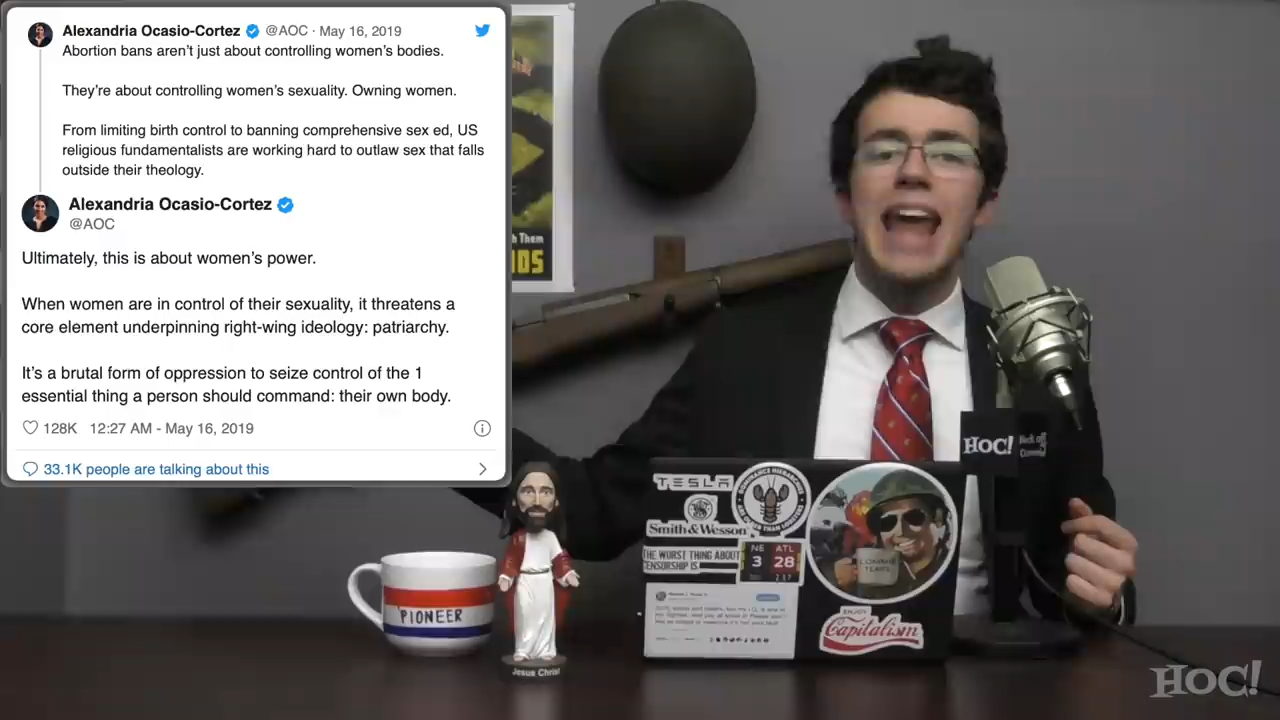 Alexandria Ocasio-Cortez @AOC · May 16, 2019
Abortion bans aren't just about controlling women's bodies.
They're about controlling women's sexuality. Owning women.
From limiting birth control to banning comprehensive sex ed, US
religious fundamentalists are working hard to outlaw sex that falls
outside their theology.
Alexandria Ocasio-Cortez
@AOC
Ultimately, this is about women's power.
When women are in control of their sexuality, it threatens a
core element underpinning right-wing ideology: patriarchy.
It's a brutal form of oppression to seize control of the 1
essential thing a person should command: their own body.
128K 12:27 AM - May 16, 2019
33.1K people are talking about this
Them
HOC!
TESLA
Smith&Wesson
THE WORST THING ABOUT
CENSORSHIP IS
NE ATL
3 28
COMMIE
TEARS
ENJOY
Capitalism
PIONEER
Jesus Christ
HOC!